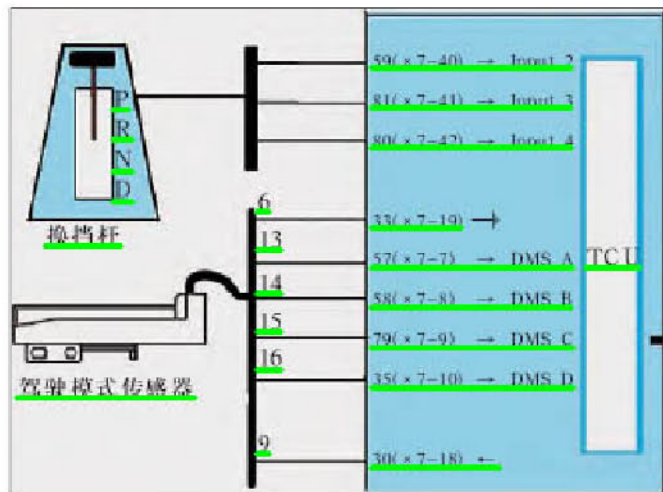 59(×7-40) → Input 2
81(×7-41) → Input 3
80(×7-42) → Input 4
P
R
N
D
换挡杆
6
33(×7-19) →
13
57(×7-7) → DMS A
TCU
14
58(×7-8) → DMS B
15
79(×7-9) → DMS C
16
35(×7-10) → DMS D
驾驶模式传感器
9
30(×7-18) ←